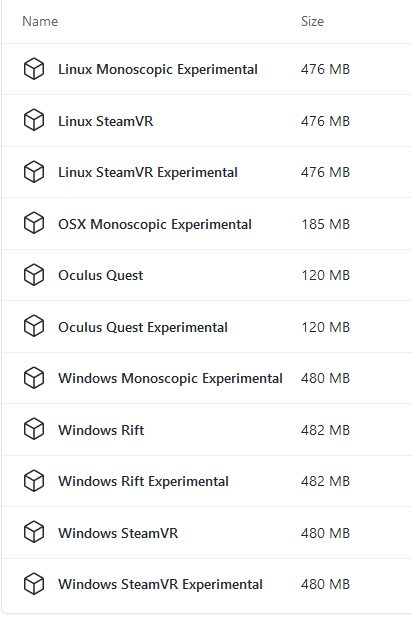 Name Size
Linux Monoscopic Experimental 476 MB
Linux SteamVR 476 MB
Linux SteamVR Experimental 476 MB
OSX Monoscopic Experimental 185 MB
Oculus Quest 120 MB
Oculus Quest Experimental 120 MB
Windows Monoscopic Experimental 480 MB
Windows Rift 482 MB
Windows Rift Experimental 482 MB
Windows SteamVR 480 MB
Windows SteamVR Experimental 480 MB